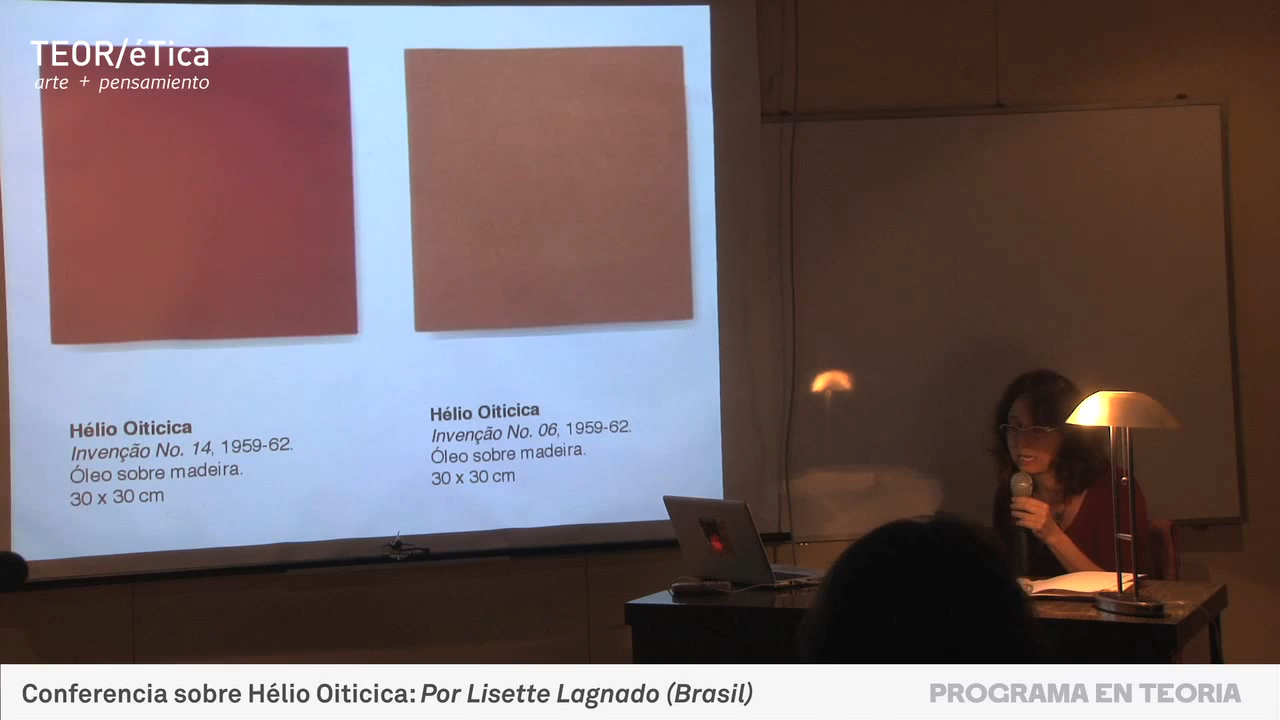 TEOR/éTica
arte + pensamiento
Hélio Oiticica
Invenção No. 14, 1959-62.
Óleo sobre madeira.
30 x 30 cm
Hélio Oiticica
Invenção No. 06, 1959-62.
Óleo sobre madeira.
30 x 30 cm
Conferencia sobre Hélio Oiticica: Por Lisette Lagnado (Brasil)
PROGRAMA EN TEORIA